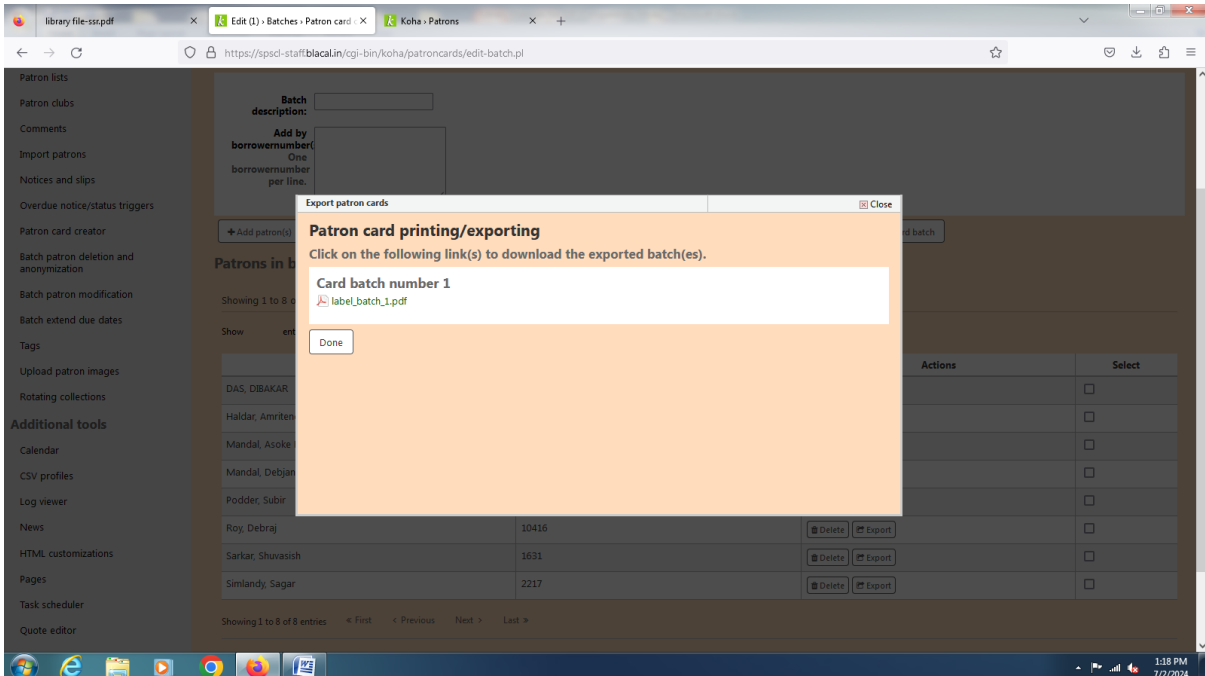 library file-ssr.pdf
Edit (1) › Batches › Patron card c
Koha › Patrons
https://spscl-staff.blacal.in/cgi-bin/koha/patroncards/edit-batch.pl
Patron lists
Patron clubs
Comments
Import patrons
Notices and slips
Overdue notice/status triggers
Patron card creator
Batch patron deletion and
anonymization
Batch patron modification
Batch extend due dates
Tags
Upload patron images
Rotating collections
Additional tools
Calendar
CSV profiles
Log viewer
News
HTML customizations
Pages
Task scheduler
Quote editor
Batch
description:
Add by
borrowernumber(
One
borrowernumber
per line.
+Add patron(s)
rd batch
Patrons in b
Showing 1 to 8 o
Show ent
Export patron cards
Close
Patron card printing/exporting
Click on the following link(s) to download the exported batch(es).
Card batch number 1
label_batch_1.pdf
Done
Actions Select
DAS, DIBAKAR
Haldar, Amriten
Mandal, Asoke
Mandal, Debjan
Podder, Subir
Roy, Debraj 10416 Delete Export
Sarkar, Shuvasish 1631 Delete Export
Simlandy, Sagar 2217 Delete Export
Showing 1 to 8 of 8 entries « First < Previous Next > Last »
1:18 PM
7/2/2024